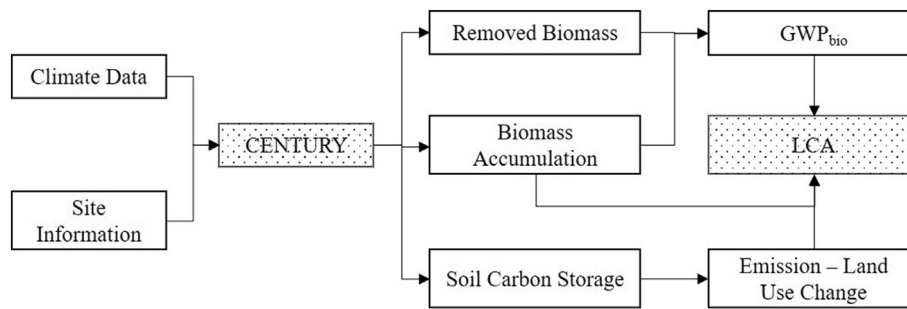 Climate Data
Site
Information
CENTURY
Removed Biomass
Biomass
Accumulation
Soil Carbon Storage
GWPbio
LCA
Emission – Land
Use Change